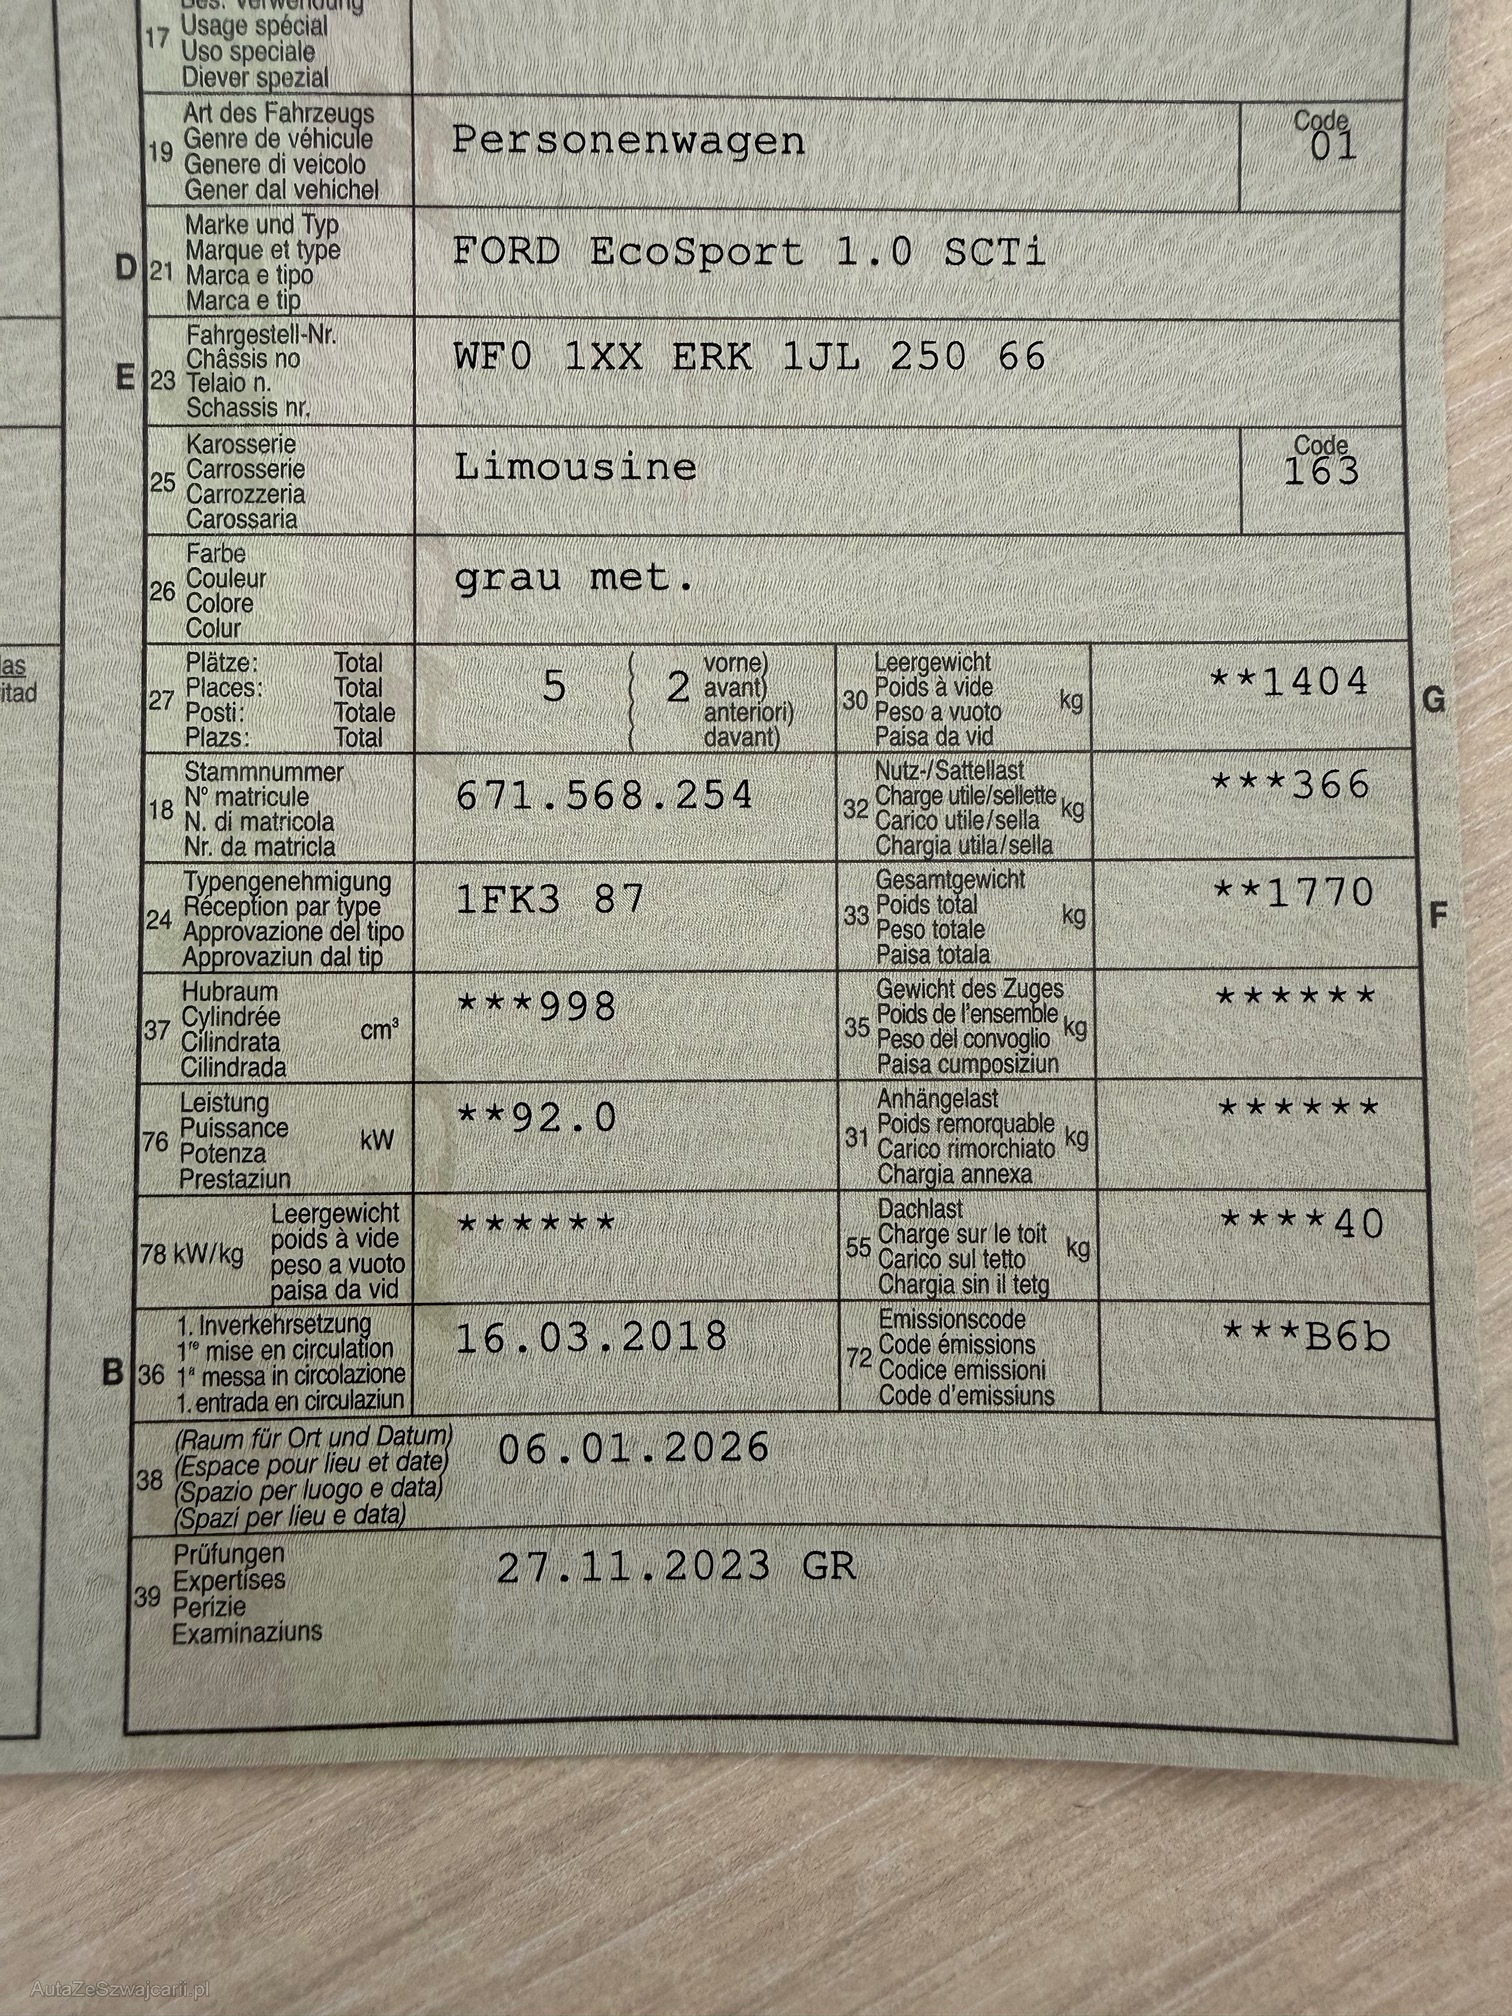 17 Bes. Verwendung
Usage spécial
Uso speciale
Diever spezial
19 Art des Fahrzeugs
Genre de véhicule
Genere di veicolo
Gener dal vehichel
Personenwagen
Code
01
D 21 Marke und Typ
Marque et type
Marca e tipo
Marca e tip
FORD EcoSport 1.0 SCTi
E 23 Fahrgestell-Nr.
Châssis no
Telaio n.
Schassis nr.
WF0 1XX ERK 1JL 250 66
25 Karosserie
Carrosserie
Carrozzeria
Carossaria
Limousine
Code
163
26 Farbe
Couleur
Colore
Colur
grau met.
las
itad
27 Plätze: Total
Places: Total
Posti: Totale
Plazs: Total
5 ( 2 vorne)
avant)
anteriori)
davant)
30 Leergewicht
Poids à vide
Peso a vuoto
Paisa da vid
kg
**1404
G
18 Stammnummer
Nº matricule
N. di matricola
Nr. da matricla
671.568.254
32 Nutz-/Sattellast
Charge utile/sellette
Carico utile/sella
Chargia utila/sella
kg
***366
24 Typengenehmigung
Réception par type
Approvazione del tipo
Approvaziun dal tip
1FK3 87
33 Gesamtgewicht
Poids total
Peso totale
Paisa totala
kg
**1770
F
37 Hubraum
Cylindrée
Cilindrata
Cilindrada
cm³
***998
35 Gewicht des Zuges
Poids de l'ensemble
Peso del convoglio
Paisa cumposiziun
kg
******
76 Leistung
Puissance
Potenza
Prestaziun
kW
**92.0
31 Anhängelast
Poids remorquable
Carico rimorchiato
Chargia annexa
kg
******
78 kW/kg Leergewicht
poids à vide
peso a vuoto
paisa da vid
******
55 Dachlast
Charge sur le toit
Carico sul tetto
Chargia sin il tetg
kg
****40
B 36 1. Inverkehrsetzung
1re mise en circulation
1ª messa in circolazione
1. entrada en circulaziun
16.03.2018
72 Emissionscode
Code émissions
Codice emissioni
Code d'emissiuns
***B6b
38 (Raum für Ort und Datum)
(Espace pour lieu et date)
(Spazio per luogo e data)
(Spazi per lieu e data)
06.01.2026
39 Prüfungen
Expertises
Perizie
Examinaziuns
27.11.2023 GR
AutaZeSzwajcarii.pl